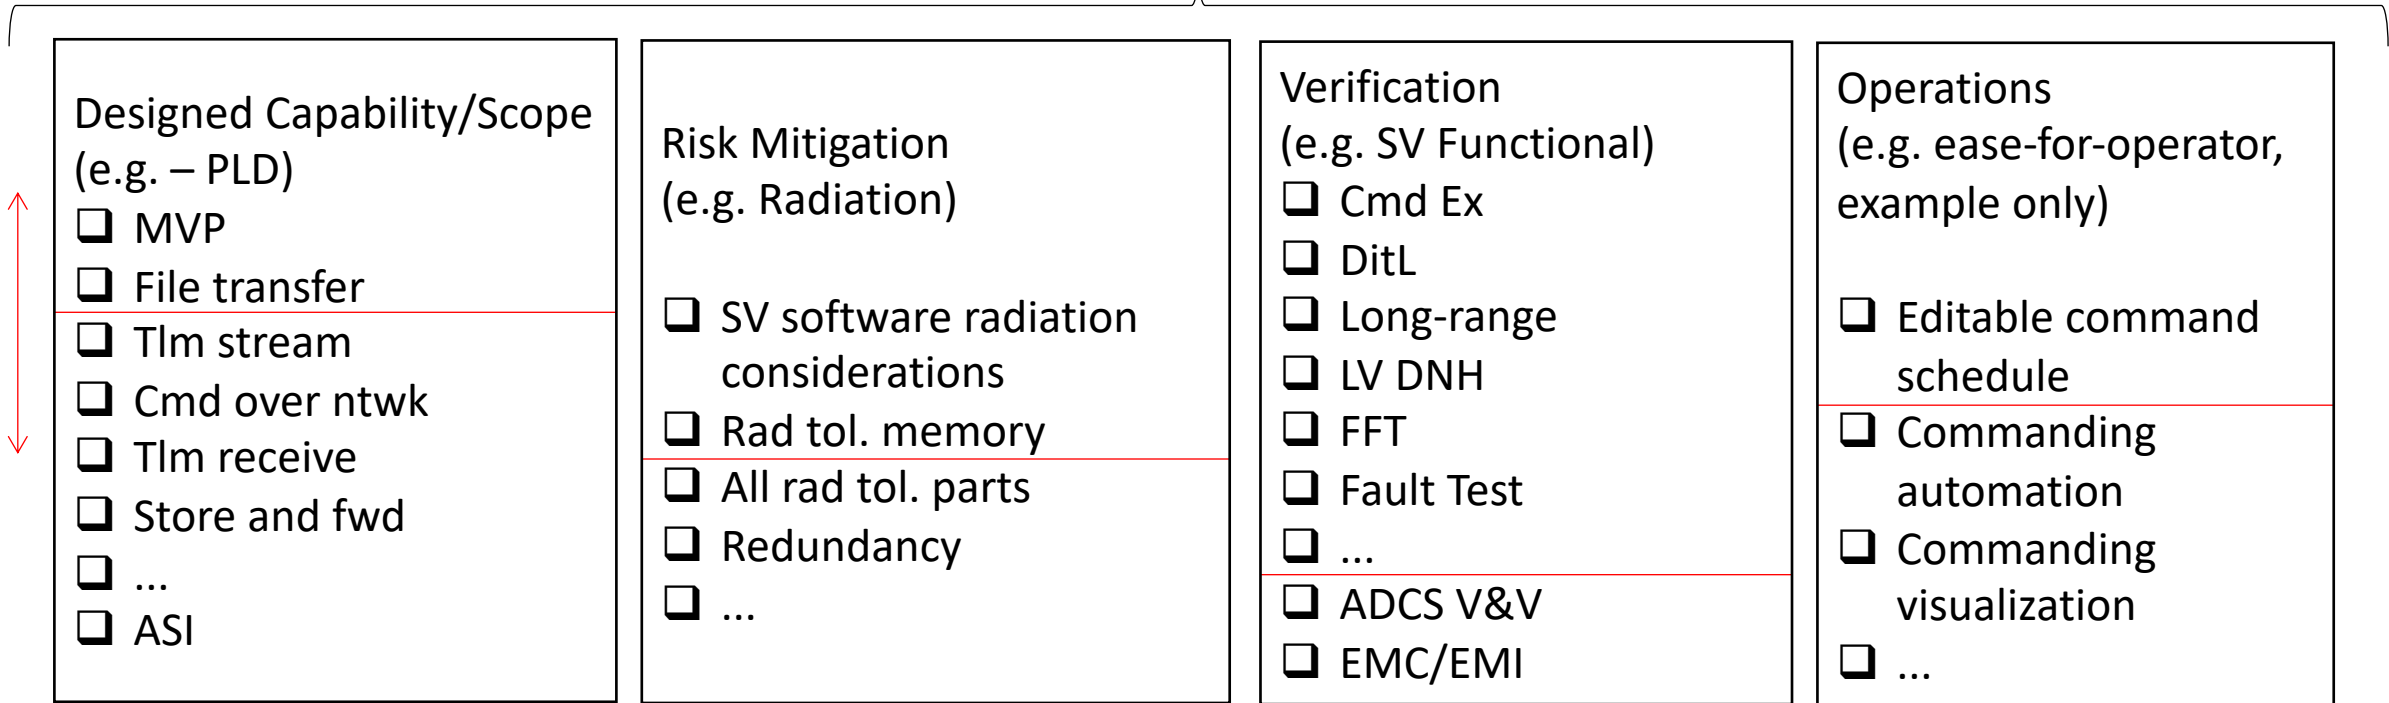 Designed Capability/Scope
(e.g. – PLD)
❑ MVP
❑ File transfer
❑ Tlm stream
❑ Cmd over ntwk
❑ Tlm receive
❑ Store and fwd
❑ ...
❑ ASI
Risk Mitigation
(e.g. Radiation)
❑ SV software radiation
considerations
❑ Rad tol. memory
❑ All rad tol. parts
❑ Redundancy
❑ ...
Verification
(e.g. SV Functional)
❑ Cmd Ex
❑ DitL
❑ Long-range
❑ LV DNH
❑ FFT
❑ Fault Test
❑ ...
❑ ADCS V&V
❑ EMC/EMI
Operations
(e.g. ease-for-operator,
example only)
❑ Editable command
schedule
❑ Commanding
automation
❑ Commanding
visualization
❑ ...